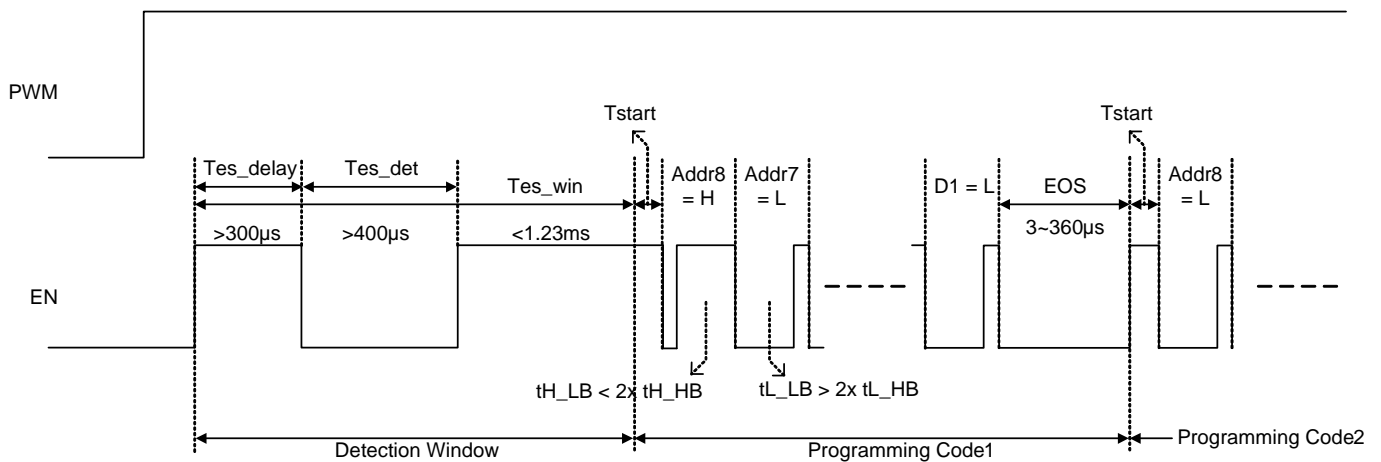 PWM
Tstart
Tstart
Tes_delay
Tes_det
Tes_win
Addr8
= H
Addr7
= L
D1 = L
EOS
Addr8
= L
>300μs
>400μs
<1.23ms
3~360μs
EN
tH_LB < 2x tH_HB
tL_LB > 2x tL_HB
Detection Window
Programming Code1
Programming Code2